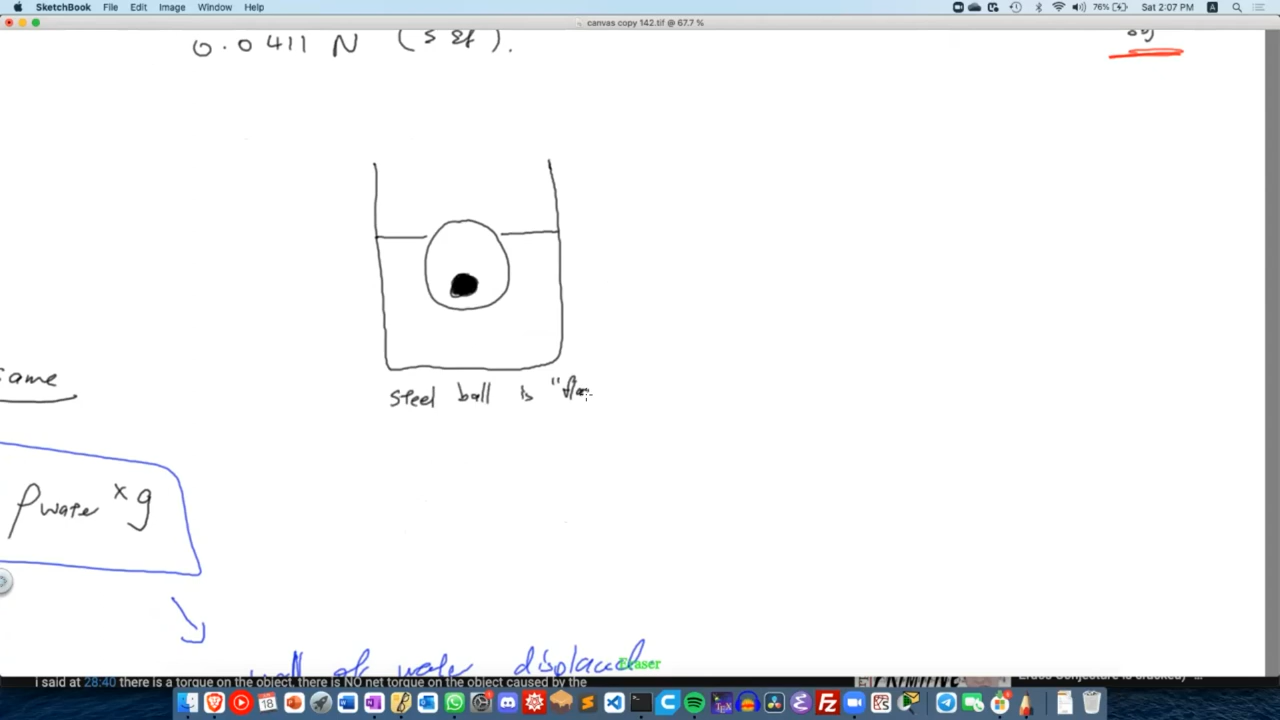 SketchBook File Edit Image Window Help 76% Sat 2:07 PM
canvas copy 142.tif @ 67.7 %
0.0411 N (3 sf).
steel ball is "flo
same
ρwater × g
of water displaced
Eraser
I said at 28:40 there is a torque on the object, there is NO net torque on the object caused by the